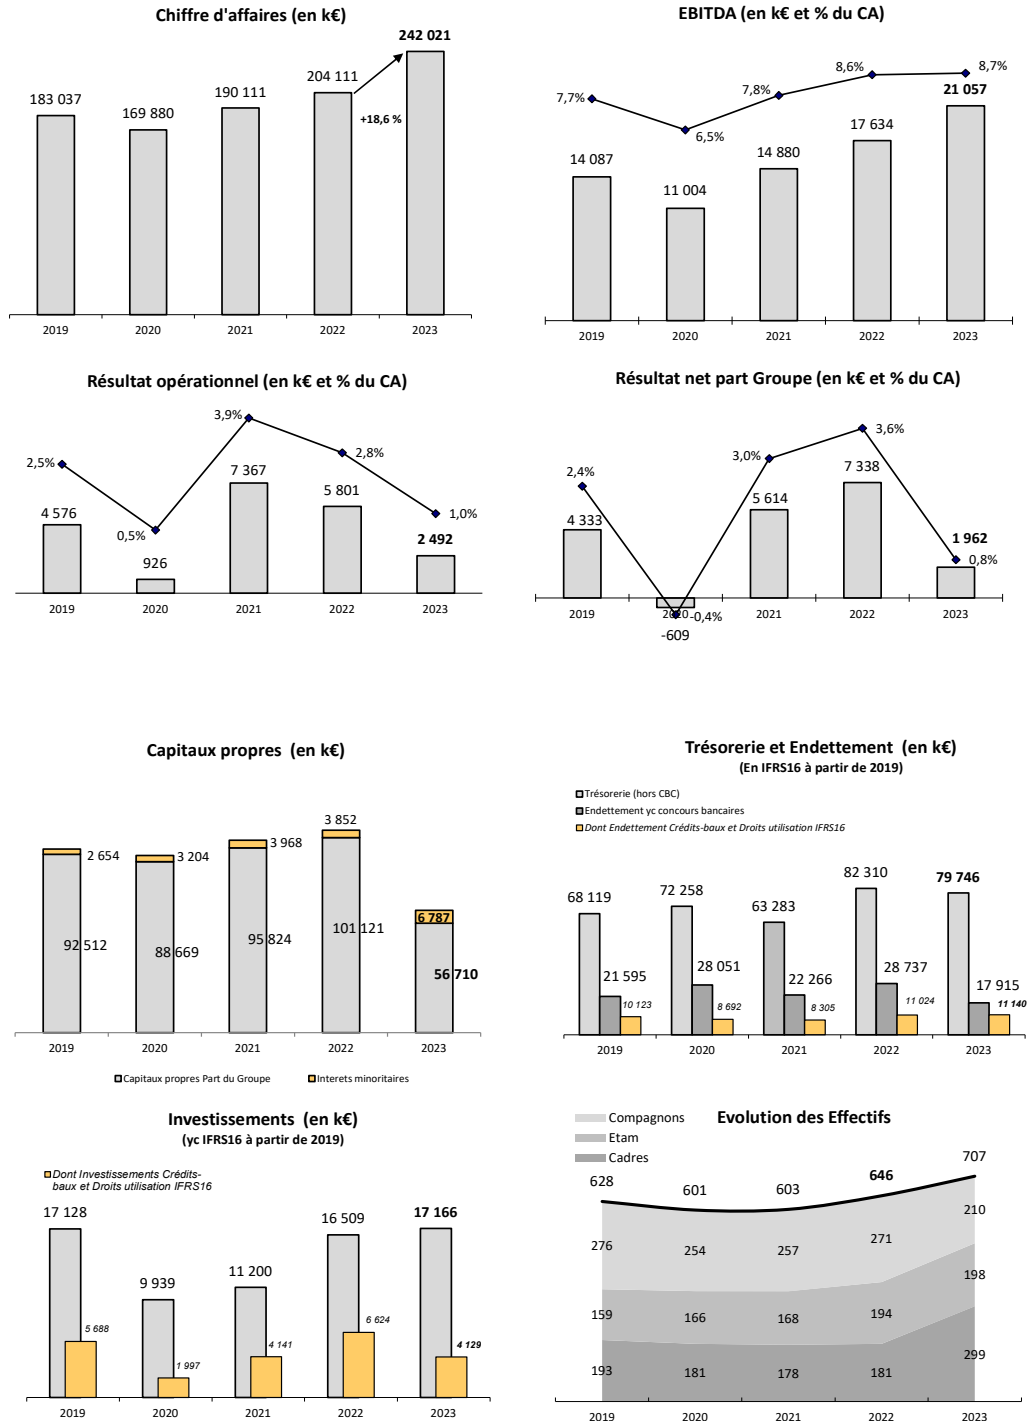 Chiffre d'affaires (en k€)
242 021
204 111
190 111
183 037
169 880
+18,6 %
2019 2020 2021 2022 2023
EBITDA (en k€ et % du CA)
8,6% 8,7%
7,7% 7,8%
6,5%
21 057
17 634
14 087 14 880
11 004
2019 2020 2021 2022 2023
Résultat opérationnel (en k€ et % du CA)
3,9%
2,5% 2,8%
0,5% 1,0%
7 367
5 801
4 576
2 492
926
2019 2020 2021 2022 2023
Résultat net part Groupe (en k€ et % du CA)
3,6%
3,0%
2,4%
7 338
5 614
4 333
1 962
0,8%
2019 2020 2021 2022 2023
-0,4%
-609
Capitaux propres (en k€)
3 852
2 654 3 204 3 968
6 787
92 512 88 669 95 824 101 121
56 710
2019 2020 2021 2022 2023
Capitaux propres Part du Groupe Interets minoritaires
Trésorerie et Endettement (en k€)
(En IFRS16 à partir de 2019)
Trésorerie (hors CBC)
Endettement yc concours bancaires
Dont Endettement Crédits-baux et Droits utilisation IFRS16
68 119 72 258 63 283 82 310 79 746
21 595 28 051 22 266 28 737 17 915
10 123 8 692 8 305 11 024 11 140
2019 2020 2021 2022 2023
Investissements (en k€)
(yc IFRS16 à partir de 2019)
Dont Investissements Crédits-
baux et Droits utilisation IFRS16
17 128 9 939 11 200 16 509 17 166
5 688 1 997 4 141 6 624 4 129
2019 2020 2021 2022 2023
Evolution des Effectifs
Compagnons
Etam
Cadres
628 601 603 646 707
276 254 257 271 210
159 166 168 194 198
193 181 178 181 299
2019 2020 2021 2022 2023